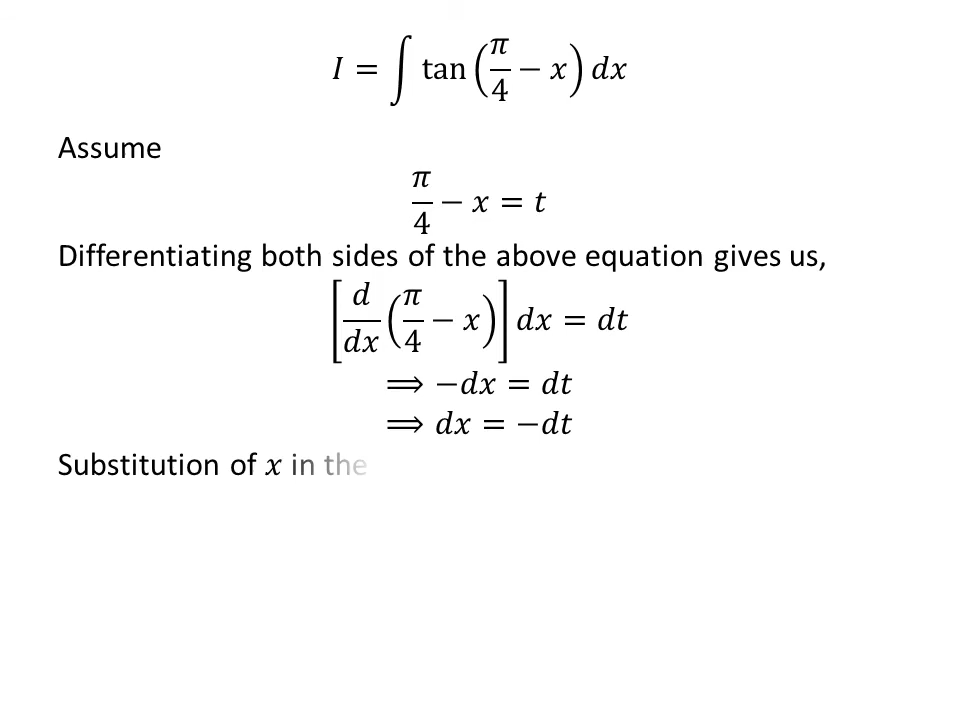 I = ∫ tan (π/4 − x) dx
Assume
π/4 − x = t
Differentiating both sides of the above equation gives us,
[d/dx (π/4 − x)] dx = dt
⟹ −dx = dt
⟹ dx = −dt
Substitution of x in the